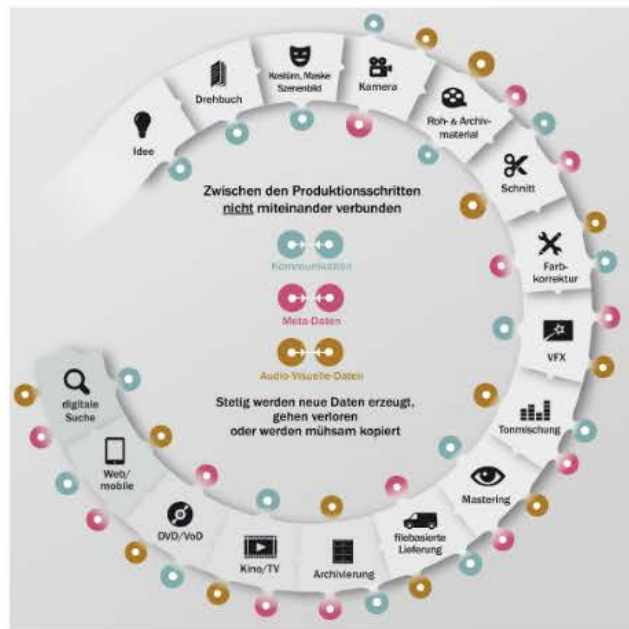 Idee
Drehbuch
Kostüm, Maske
Szenenbild
Kamera
Roh- & Archiv-
material
Schnitt
Farb-
korrektur
VFX
Tonmischung
Mastering
filebasierte
Lieferung
Archivierung
Kino/TV
DVD/VoD
Web/
mobile
digitale
Suche
Zwischen den Produktionsschritten
nicht miteinander verbunden
Kommunikation
Meta-Daten
Audio-Visuelle-Daten
Stetig werden neue Daten erzeugt,
gehen verloren
oder werden mühsam kopiert